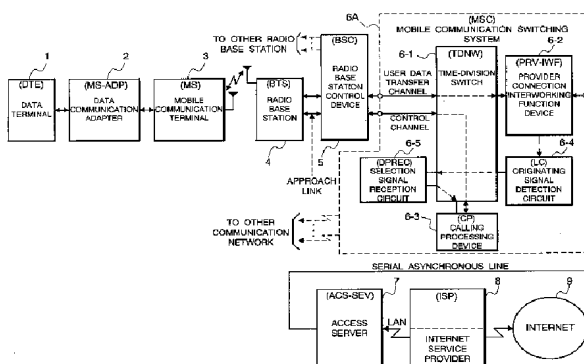 6A
(MSC)
MOBILE COMMUNICATION SWITCHING
SYSTEM
TO OTHER RADIO
BASE STATION
1
2
3
(BSC)
6-1
(TDNW)
6-2
(PRV-IWF)
(DTE)
DATA
TERMINAL
(MS-ADP)
DATA
COMMUNICATION
ADAPTER
(MS)
MOBILE
COMMUNICATION
TERMINAL
(BTS)
RADIO
BASE
STATION
RADIO
BASE
STATION
CONTROL
DEVICE
USER DATA
TRANSFER
CHANNEL
CONTROL
CHANNEL
TIME-DIVISION
SWITCH
PROVIDER
CONNECTION
INTERWORKING
FUNCTION
DEVICE
4
5
6-5
6-4
APPROACH
LINK
(DPREC)
SELECTION
SIGNAL
RECEPTION
CIRCUIT
(LC)
ORIGINATING
SIGNAL
DETECTION
CIRCUIT
TO OTHER
COMMUNICATION
NETWORK
6-3
(CP)
CALLING
PROCESSING
DEVICE
SERIAL ASYNCHRONOUS LINE
7
8
9
(ACS-SEV)
ACCESS
SERVER
LAN
(ISP)
INTERNET
SERVICE
PROVIDER
INTERNET